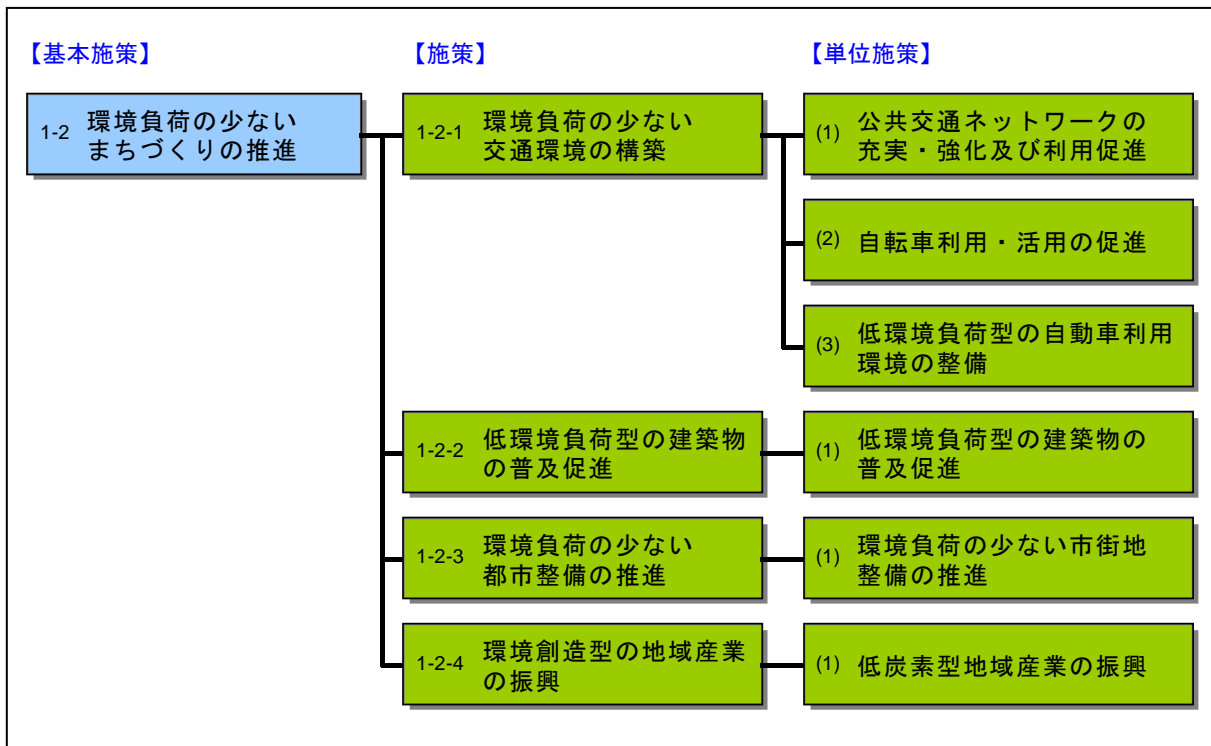 【基本施策】
【施策】
【単位施策】
1-2 環境負荷の少ない
まちづくりの推進
1-2-1 環境負荷の少ない
交通環境の構築
(1) 公共交通ネットワークの
充実・強化及び利用促進
(2) 自転車利用・活用の促進
(3) 低環境負荷型の自動車利用
環境の整備
1-2-2 低環境負荷型の建築物
の普及促進
(1) 低環境負荷型の建築物の
普及促進
1-2-3 環境負荷の少ない
都市整備の推進
(1) 環境負荷の少ない市街地
整備の推進
1-2-4 環境創造型の地域産業
の振興
(1) 低炭素型地域産業の振興